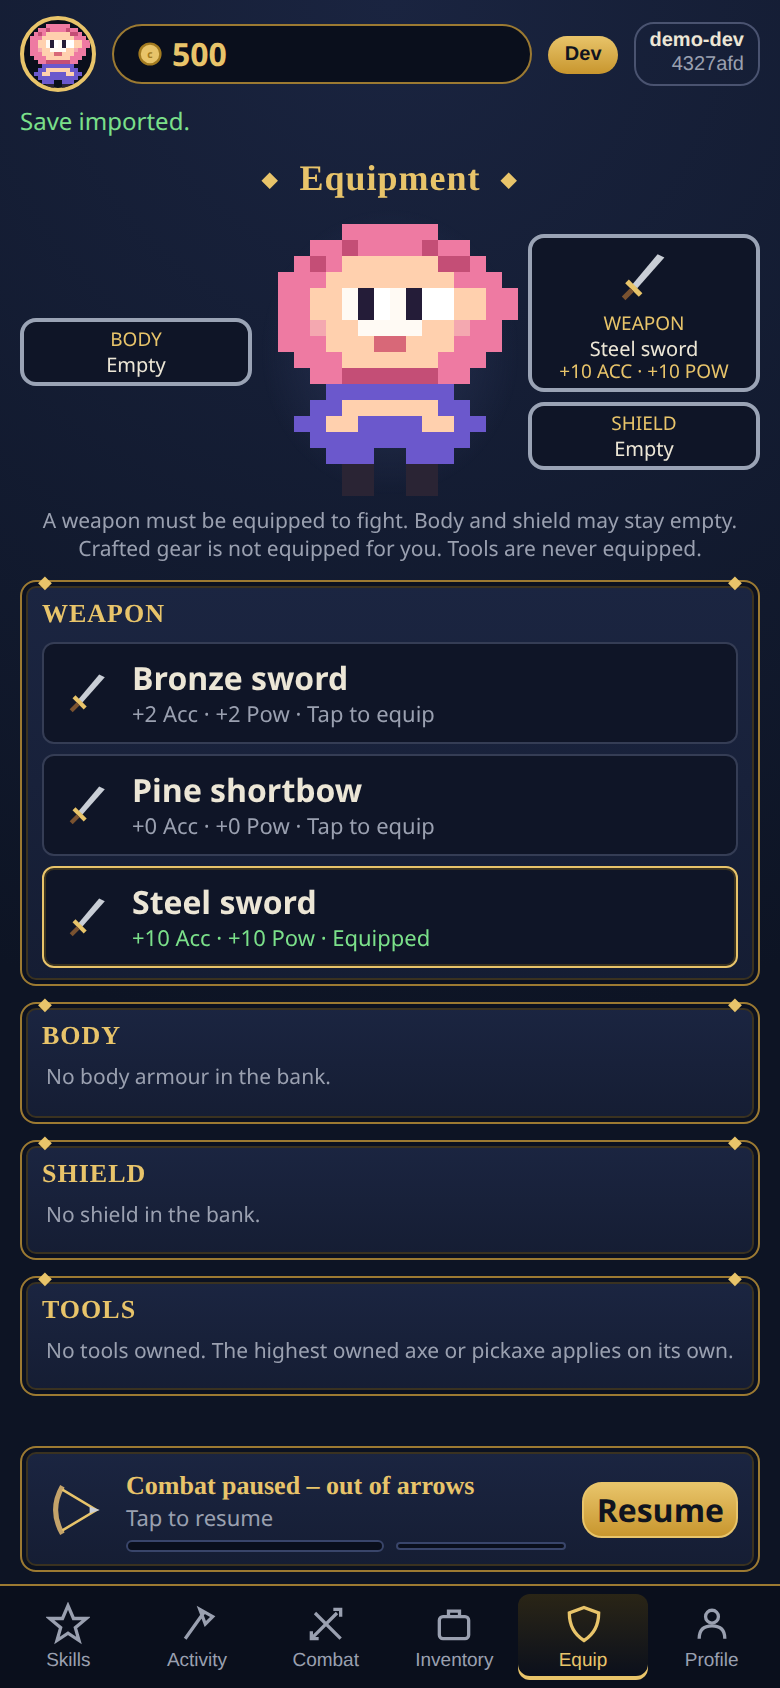 c 500
Dev
demo-dev
4327afd
Save imported.
Equipment
BODY
Empty
WEAPON
Steel sword
+10 ACC · +10 POW
SHIELD
Empty
A weapon must be equipped to fight. Body and shield may stay empty.
Crafted gear is not equipped for you. Tools are never equipped.
WEAPON
Bronze sword
+2 Acc · +2 Pow · Tap to equip
Pine shortbow
+0 Acc · +0 Pow · Tap to equip
Steel sword
+10 Acc · +10 Pow · Equipped
BODY
No body armour in the bank.
SHIELD
No shield in the bank.
TOOLS
No tools owned. The highest owned axe or pickaxe applies on its own.
Combat paused – out of arrows
Tap to resume
Resume
Skills
Activity
Combat
Inventory
Equip
Profile